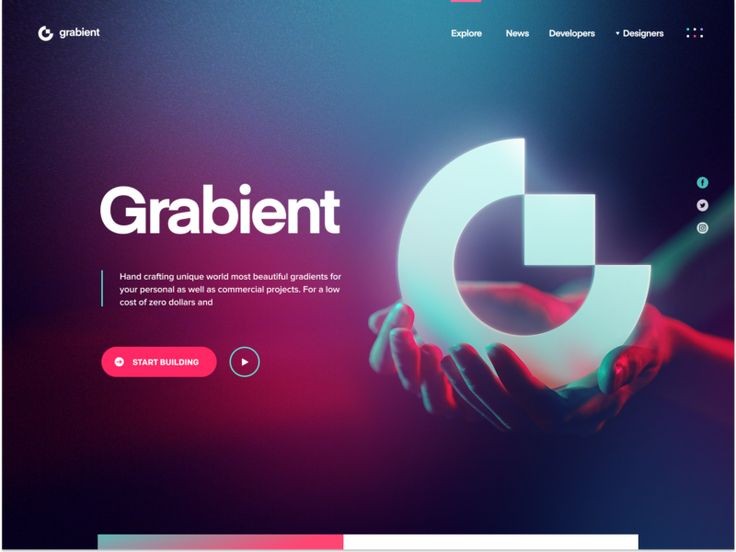 grabient
Explore
News
Developers
Designers
Grabient
Hand crafting unique world most beautiful gradients for
your personal as well as commercial projects. For a low
cost of zero dollars and
START BUILDING